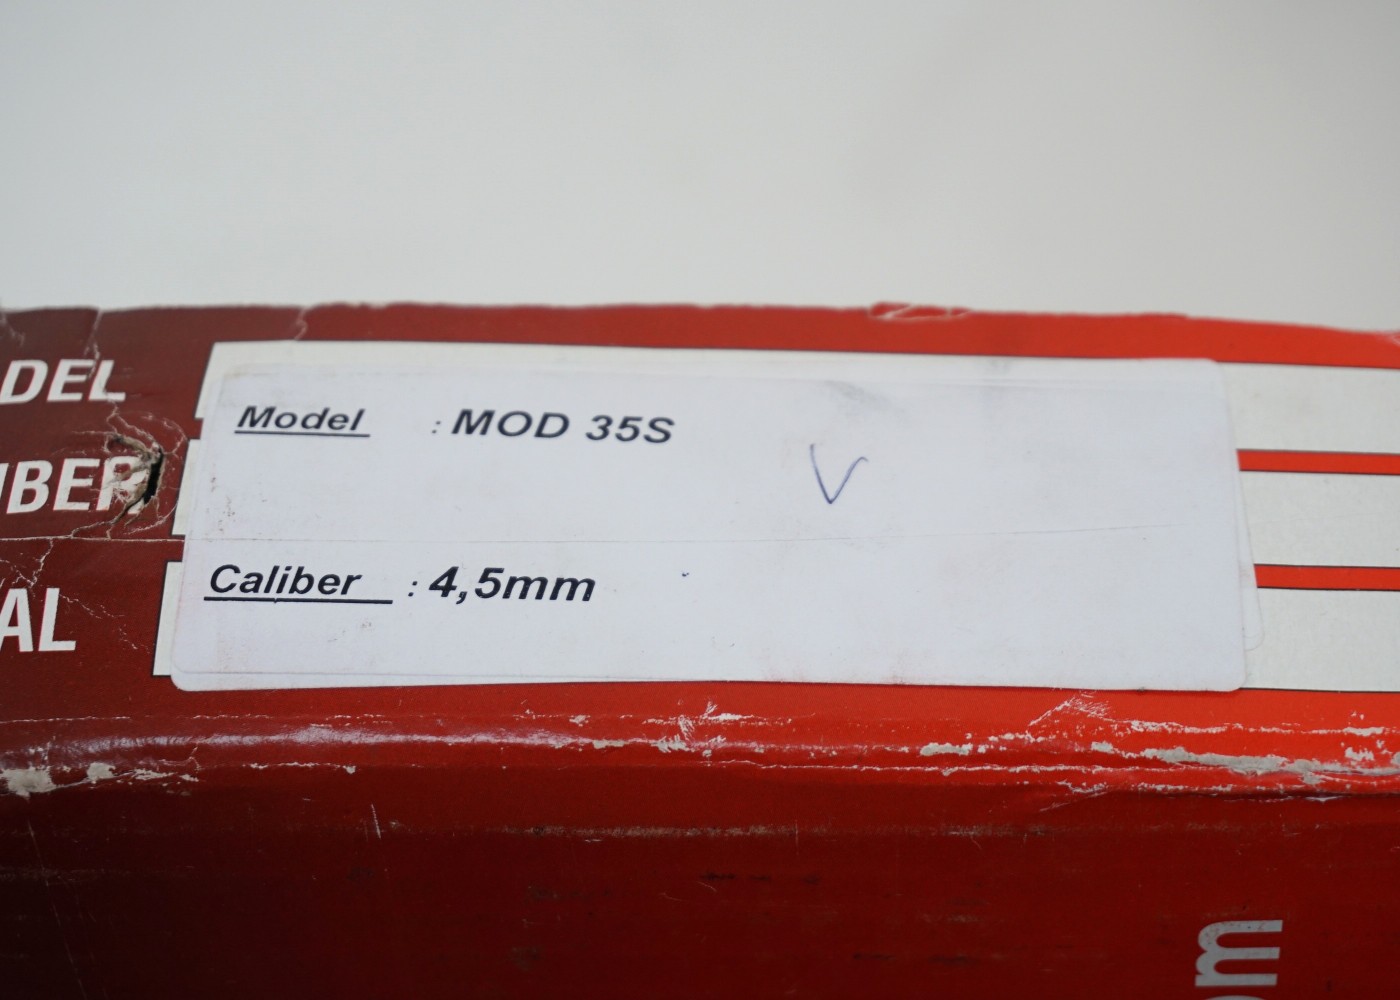 DEL
Model : MOD 35S
V
IBER
Caliber : 4,5mm
AL
m